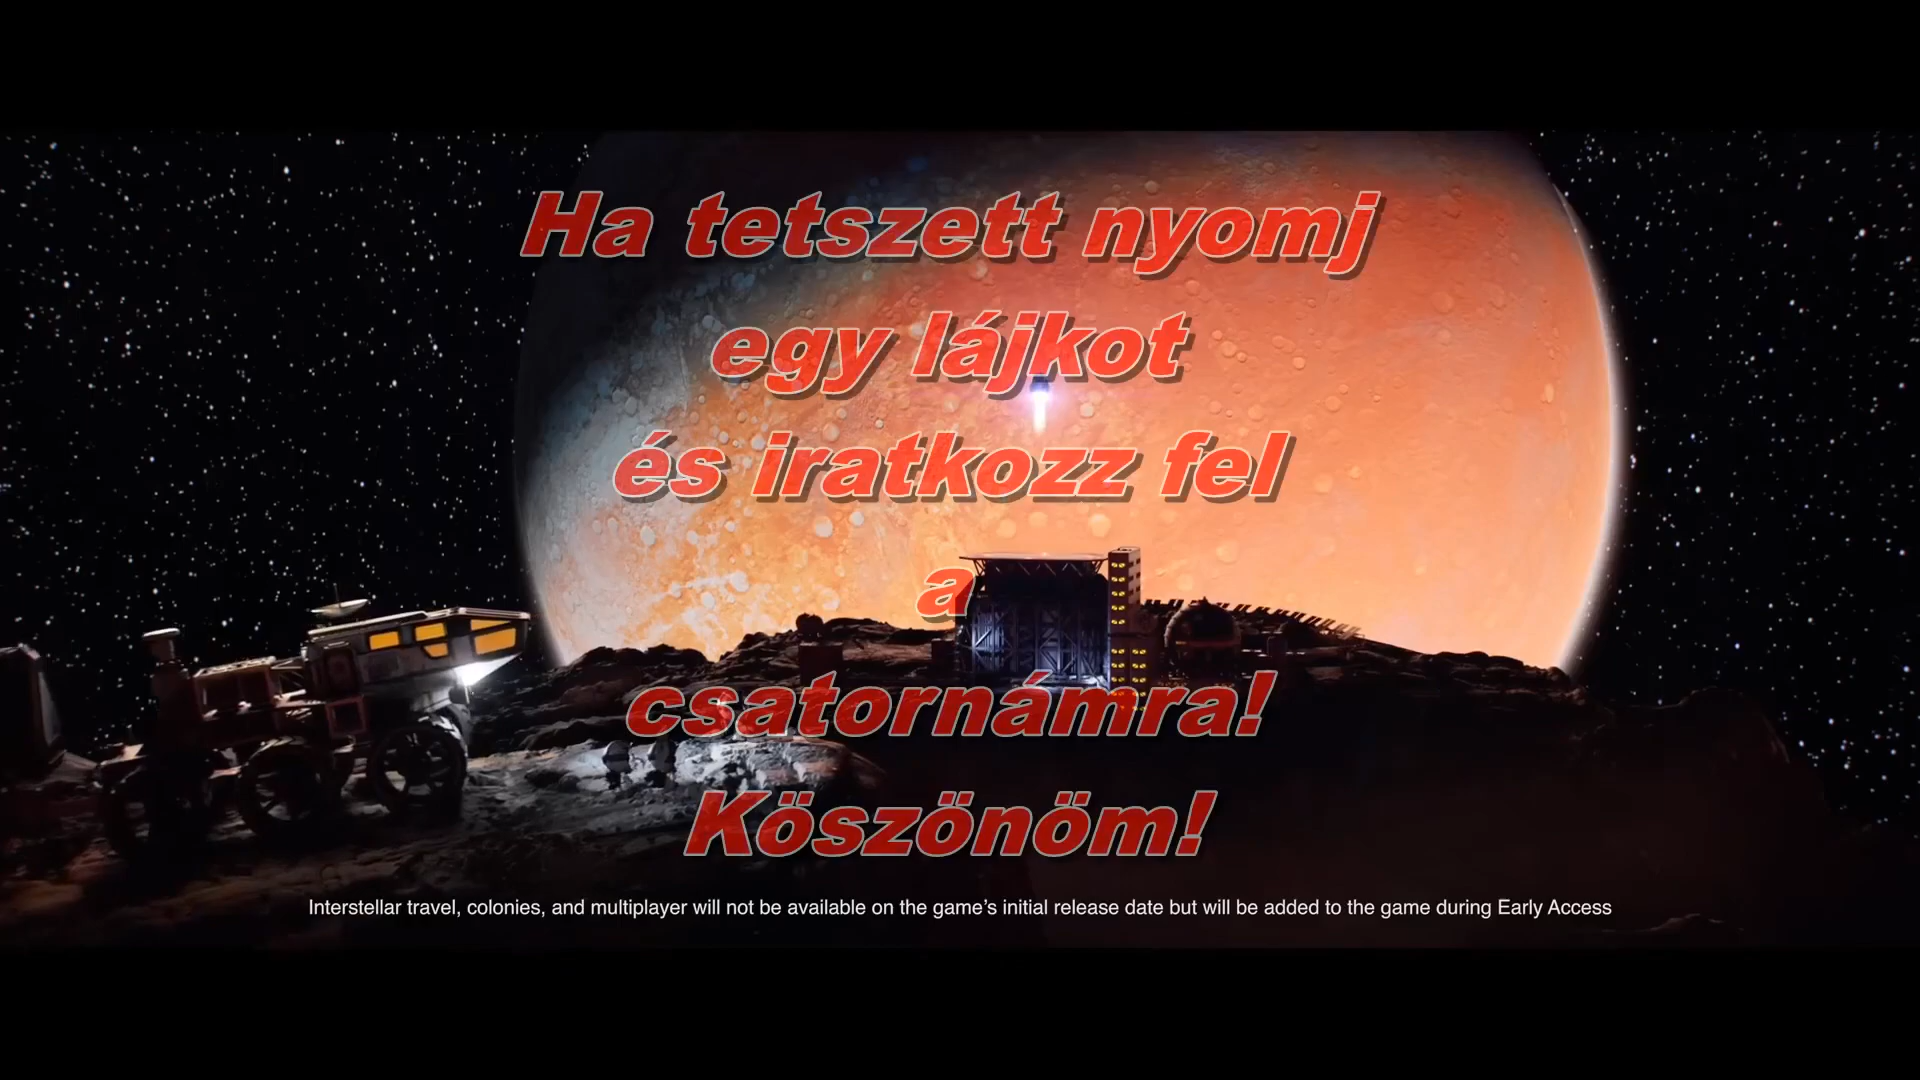 Ha tetszett nyomj
egy lájkot
és iratkozz fel
a
csatornámra!
Köszönöm!
Interstellar travel, colonies, and multiplayer will not be available on the game’s initial release date but will be added to the game during Early Access